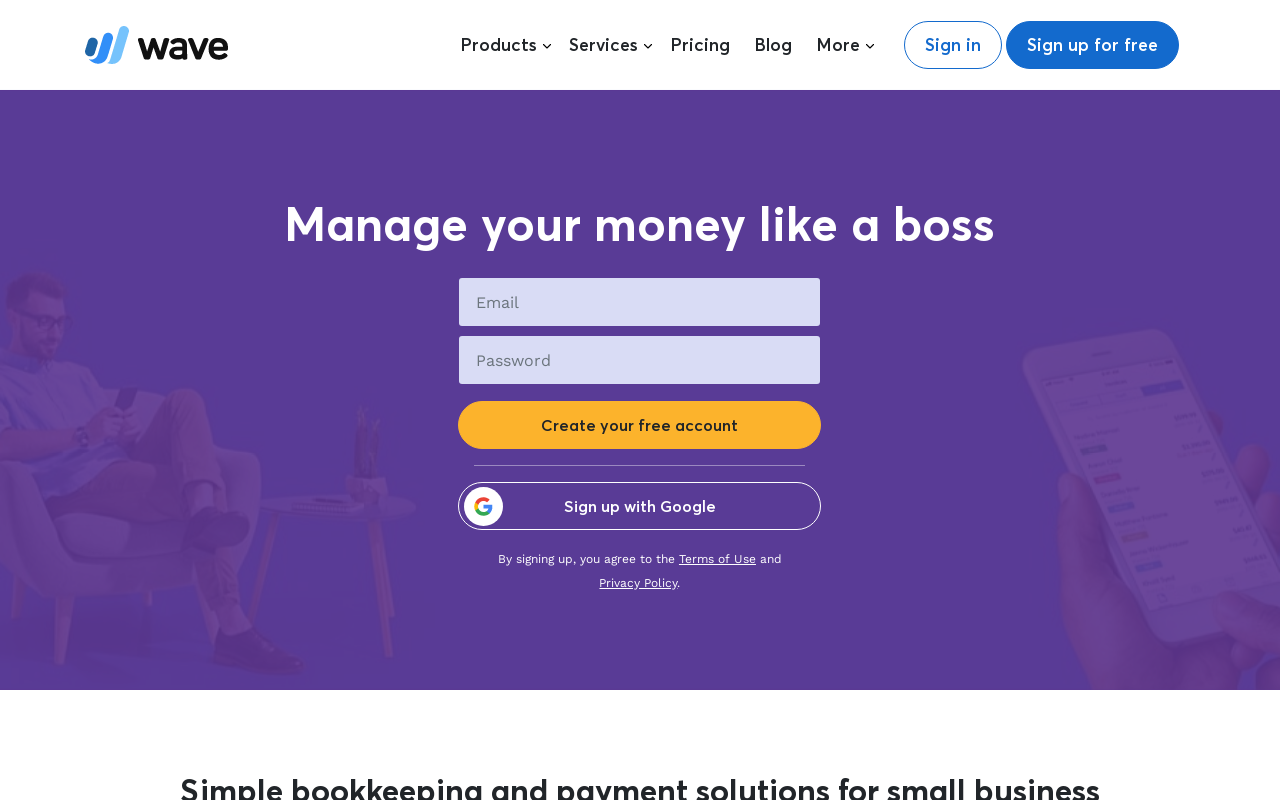 wave Products Services Pricing Blog More Sign in Sign up for free
Manage your money like a boss
Email
Password
Create your free account
Sign up with Google
By signing up, you agree to the Terms of Use and
Privacy Policy.
Simple bookkeeping and payment solutions for small business